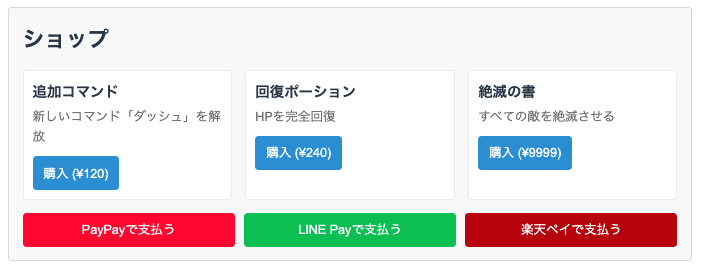 ショップ
追加コマンド
新しいコマンド「ダッシュ」を解
放
購入 (¥120)
回復ポーション
HPを完全回復
購入 (¥240)
絶滅の書
すべての敵を絶滅させる
購入 (¥9999)
PayPayで支払う
LINE Payで支払う
楽天ペイで支払う